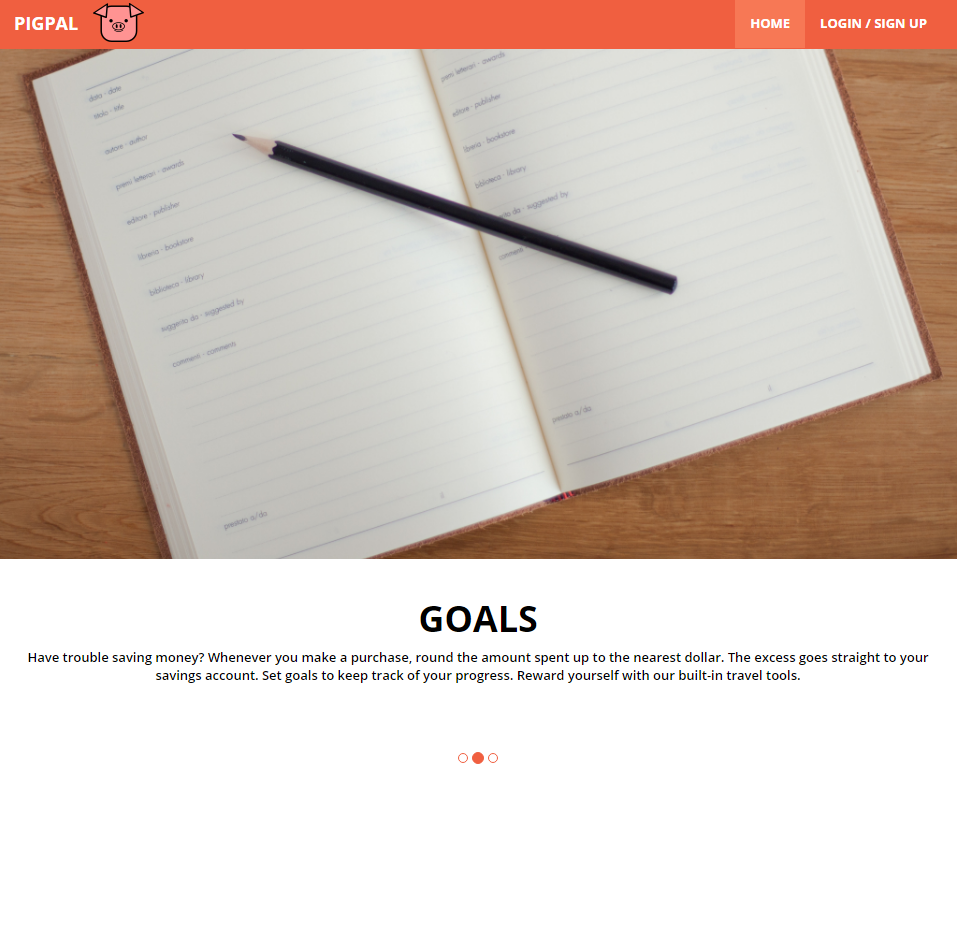 PIGPAL
HOME
LOGIN / SIGN UP
data - date
titolo - title
autore - author
premi letterari - awards
editore - publisher
libreria - bookstore
biblioteca - library
suggerito da - suggested by
commenti - comments
prestato a/da
premi letterari - awards
editore - publisher
libreria - bookstore
biblioteca - library
da - suggested by
prestato a/da
GOALS
Have trouble saving money? Whenever you make a purchase, round the amount spent up to the nearest dollar. The excess goes straight to your
savings account. Set goals to keep track of your progress. Reward yourself with our built-in travel tools.